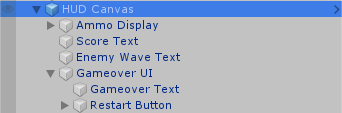 HUD Canvas
Ammo Display
Score Text
Enemy Wave Text
Gameover UI
Gameover Text
Restart Button